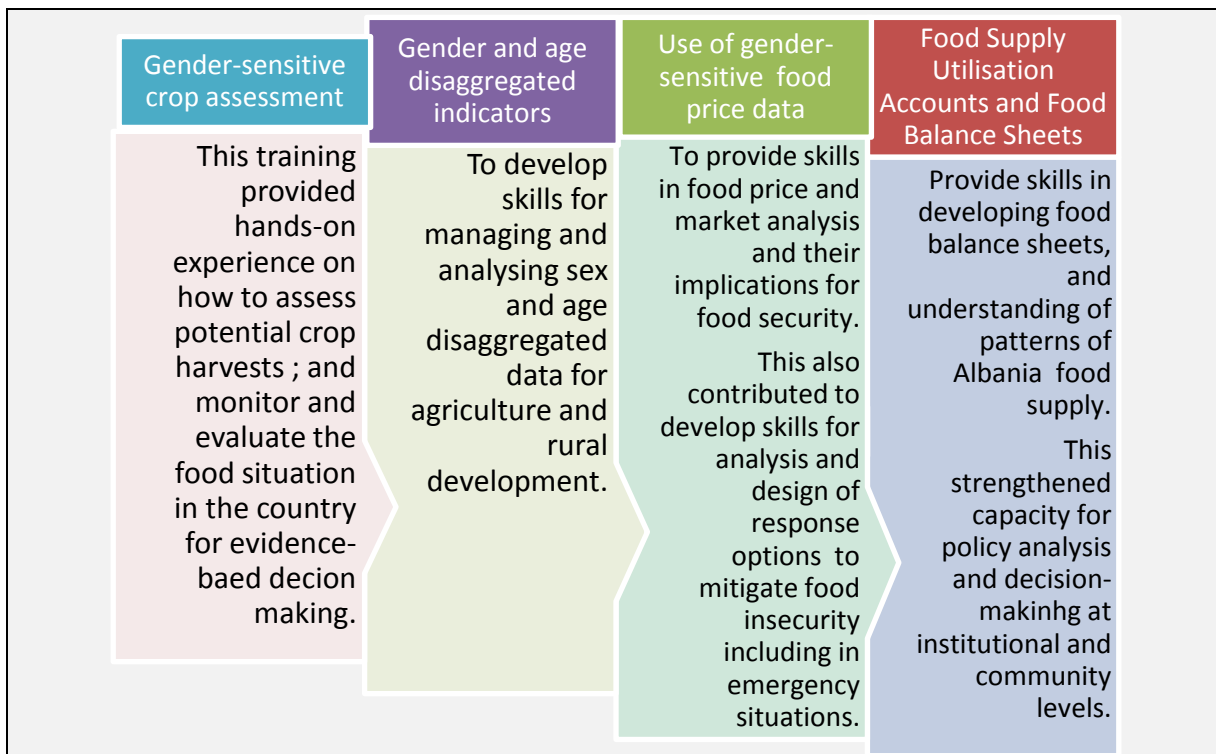 Gender-sensitive
crop assessment
This training
provided
hands-on
experience on
how to assess
potential crop
harvests ; and
monitor and
evaluate the
food situation
in the country
for evidence-
baed decion
making.
Gender and age
disaggregated
indicators
To develop
skills for
managing and
analysing sex
and age
disaggregated
data for
agriculture and
rural
development.
Use of gender-
sensitive food
price data
To provide skills
in food price and
market analysis
and their
implications for
food security.
This also
contributed to
develop skills for
analysis and
design of
response
options to
mitigate food
insecurity
including in
emergency
situations.
Food Supply
Utilisation
Accounts and Food
Balance Sheets
Provide skills in
developing food
balance sheets,
and
understanding of
patterns of
Albania food
supply.
This
strengthened
capacity for
policy analysis
and decision-
makinhg at
institutional and
community
levels.